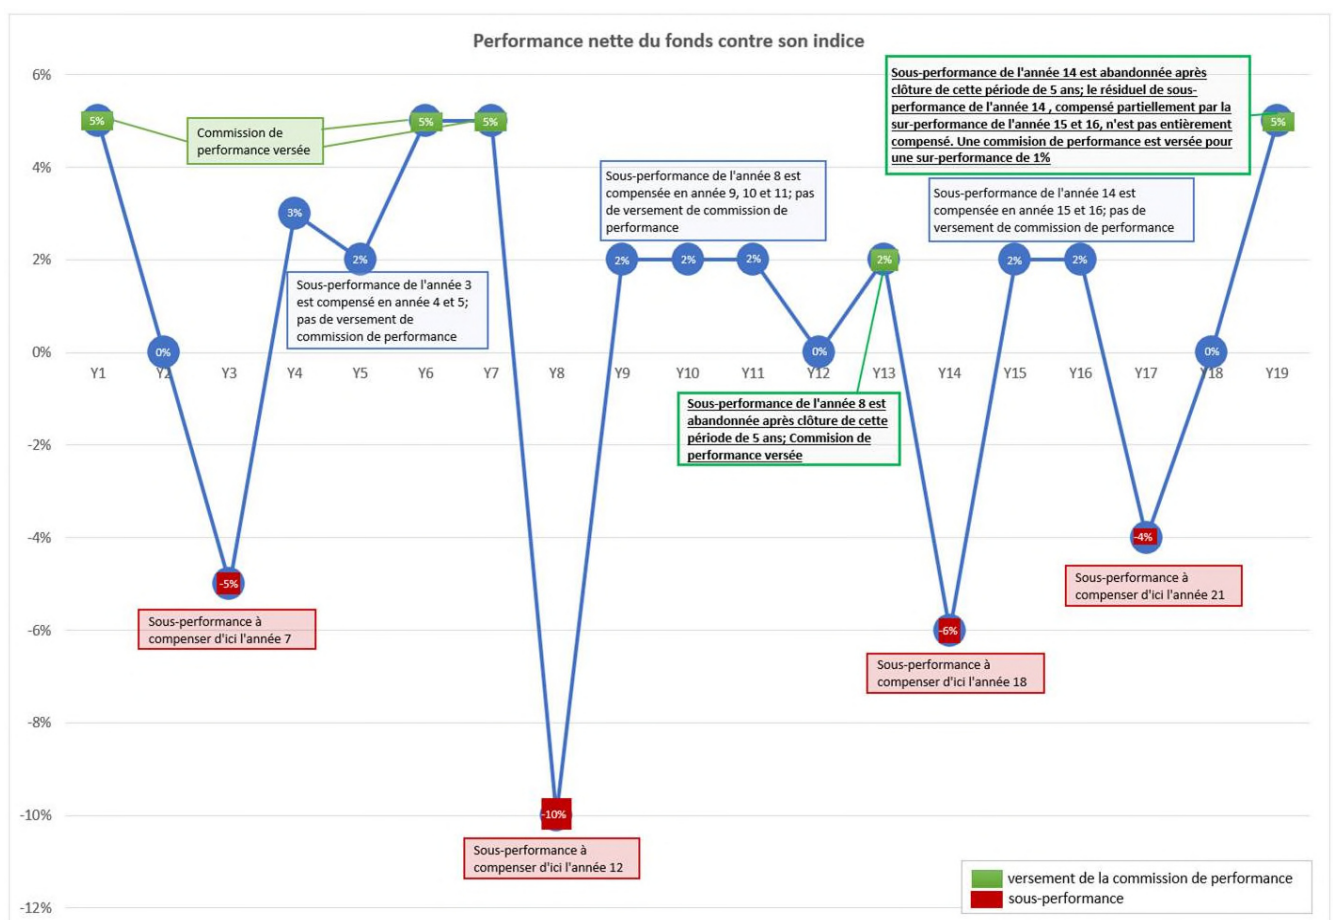 Performance nette du fonds contre son indice
6%
4%
2%
0%
-2%
-4%
-6%
-8%
-10%
-12%
Y1
Y2
Y3
Y4
Y5
Y6
Y7
Y8
Y9
Y10
Y11
Y12
Y13
Y14
Y15
Y16
Y17
Y18
Y19
5%
0%
-5%
3%
2%
5%
5%
-10%
2%
2%
2%
0%
2%
-6%
2%
2%
-4%
0%
5%
Commission de
performance versée
Sous-performance de l'année 3
est compensé en année 4 et 5;
pas de versement de
commission de performance
Sous-performance à
compenser d'ici l'année 7
Sous-performance de l'année 8 est
compensée en année 9, 10 et 11; pas
de versement de commission de
performance
Sous-performance à
compenser d'ici l'année 12
Sous-performance de l'année 8 est
abandonnée après clôture de cette
période de 5 ans; Commision de
performance versée
Sous-performance de l'année 14 est abandonnée après
clôture de cette période de 5 ans; le résiduel de sous-
performance de l'année 14 , compensé partiellement par la
sur-performance de l'année 15 et 16, n'est pas entièrement
compensé. Une commision de performance est versée pour
une sur-performance de 1%
Sous-performance de l'année 14 est
compensée en année 15 et 16; pas de
versement de commission de performance
Sous-performance à
compenser d'ici l'année 18
Sous-performance à
compenser d'ici l'année 21
versement de la commission de performance
sous-performance